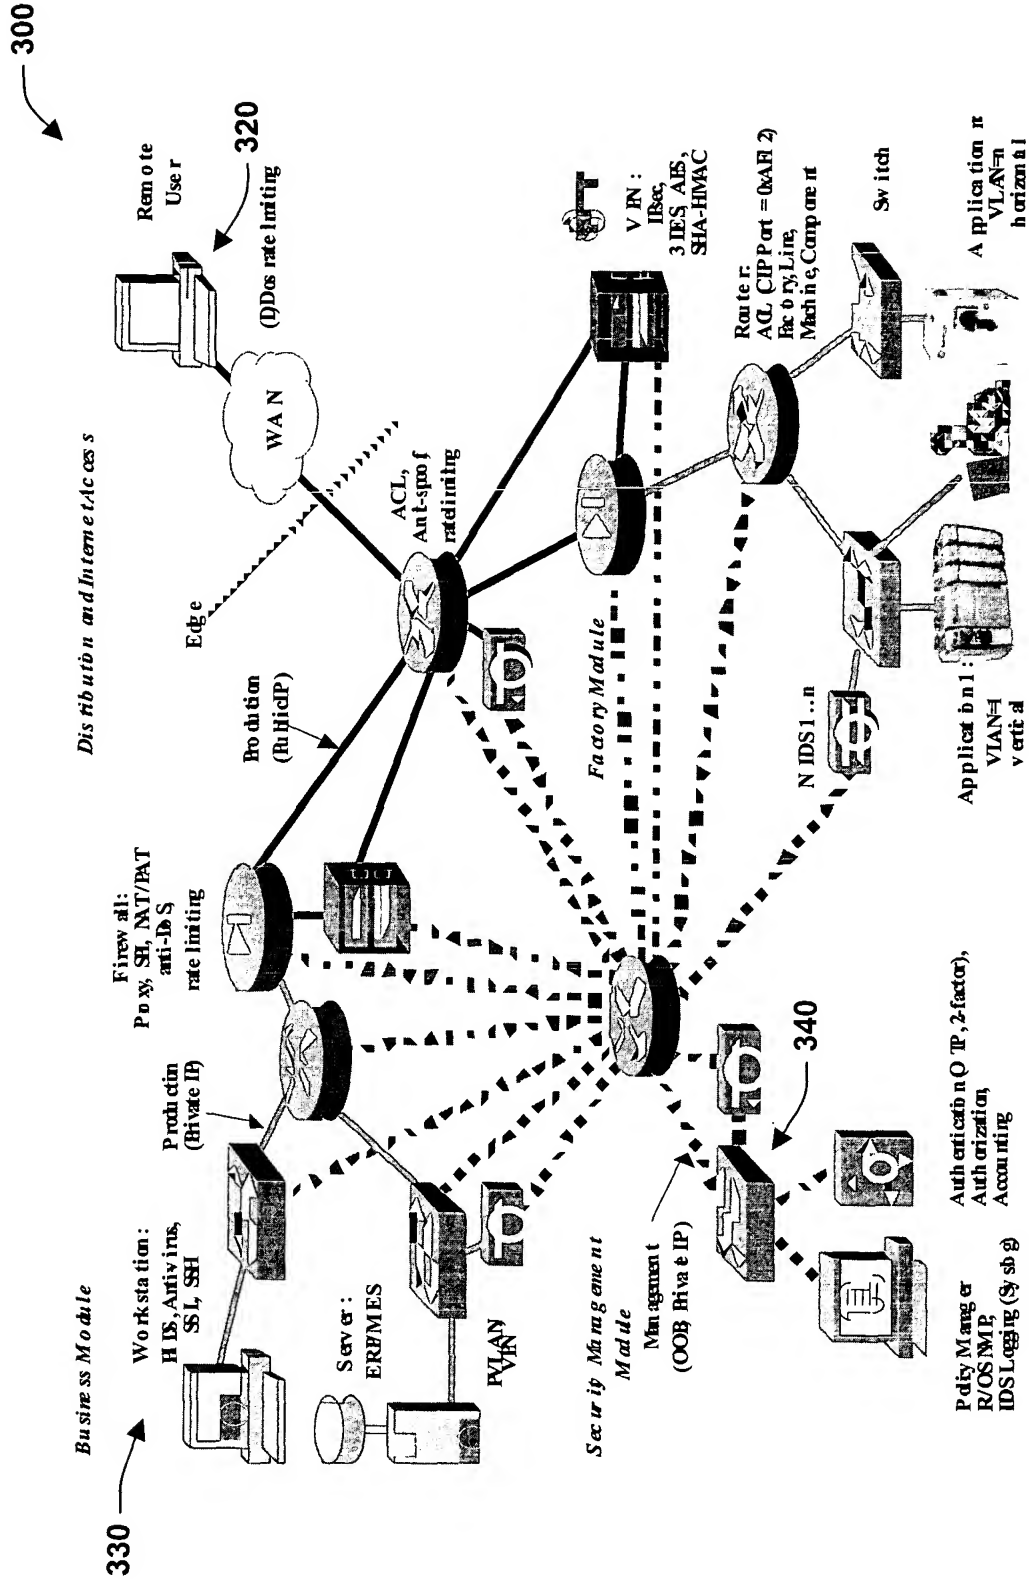 300
Distribution and Internet Access
Remote
User
320
(D)Dos rate limiting
WAN
Edge
ACL,
Anti-spoof,
rate limiting
Production
(Public IP)
VPN:
IPsec,
3DES, AES,
SHA-HMAC
Router:
ACL (CIP Port = 0xAF12)
Factory, Line,
Machine, Component
Switch
Application n:
VLAN=n
horizontal
Factory Module
NIDS 1..n
Application 1:
VLAN=1
vertical
Firewall:
Proxy, SSL, NAT/PAT
anti-DoS,
rate limiting
Production
(Private IP)
Business Module
330
Workstation:
HIDS, Antivirus,
SSL, SSH
Server:
ERP/MES
PVLAN,
VPN
Security Management
Module
Management
(OOB, Private IP)
340
Authentication (OTP, 2-factor),
Authorization,
Accounting
Policy Manager
R/O SNMP,
IDS Logging (Syslog)